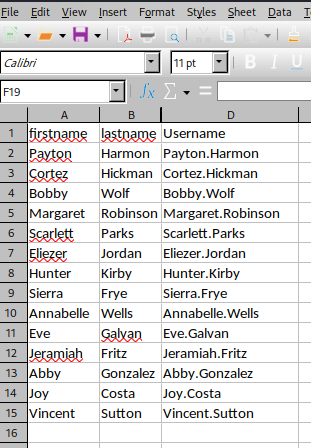 File Edit View Insert Format Styles Sheet Data
Calibri 11 pt B I U
F19 fx Σ =
A B D
1 firstname lastname Username
2 Payton Harmon Payton.Harmon
3 Cortez Hickman Cortez.Hickman
4 Bobby Wolf Bobby.Wolf
5 Margaret Robinson Margaret.Robinson
6 Scarlett Parks Scarlett.Parks
7 Eliezer Jordan Eliezer.Jordan
8 Hunter Kirby Hunter.Kirby
9 Sierra Frye Sierra.Frye
10 Annabelle Wells Annabelle.Wells
11 Eve Galvan Eve.Galvan
12 Jeramiah Fritz Jeramiah.Fritz
13 Abby Gonzalez Abby.Gonzalez
14 Joy Costa Joy.Costa
15 Vincent Sutton Vincent.Sutton
16